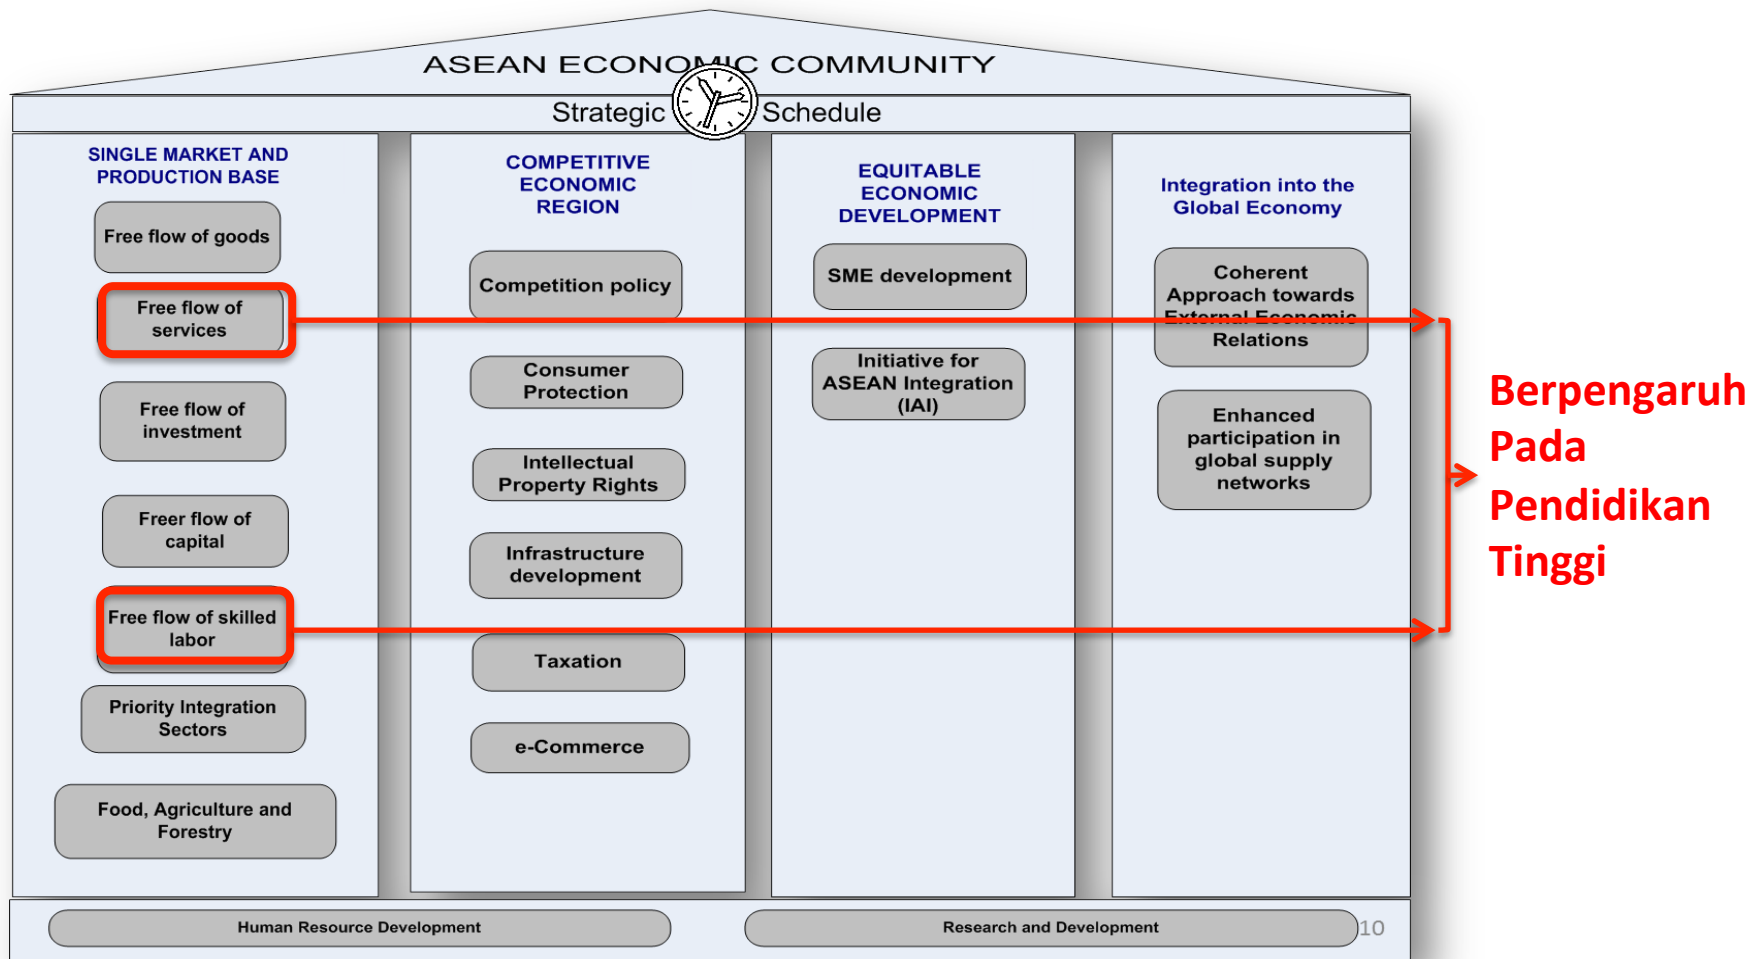 ASEAN ECONOMIC COMMUNITY
Strategic Schedule
SINGLE MARKET AND
PRODUCTION BASE
Free flow of goods
Free flow of
services
Free flow of
investment
Freer flow of
capital
Free flow of skilled
labor
Priority Integration
Sectors
Food, Agriculture and
Forestry
COMPETITIVE
ECONOMIC
REGION
Competition policy
Consumer
Protection
Intellectual
Property Rights
Infrastructure
development
Taxation
e-Commerce
EQUITABLE
ECONOMIC
DEVELOPMENT
SME development
Initiative for
ASEAN Integration
(IAI)
Integration into the
Global Economy
Coherent
Approach towards
External Economic
Relations
Enhanced
participation in
global supply
networks
Berpengaruh
Pada
Pendidikan
Tinggi
Human Resource Development
Research and Development
10